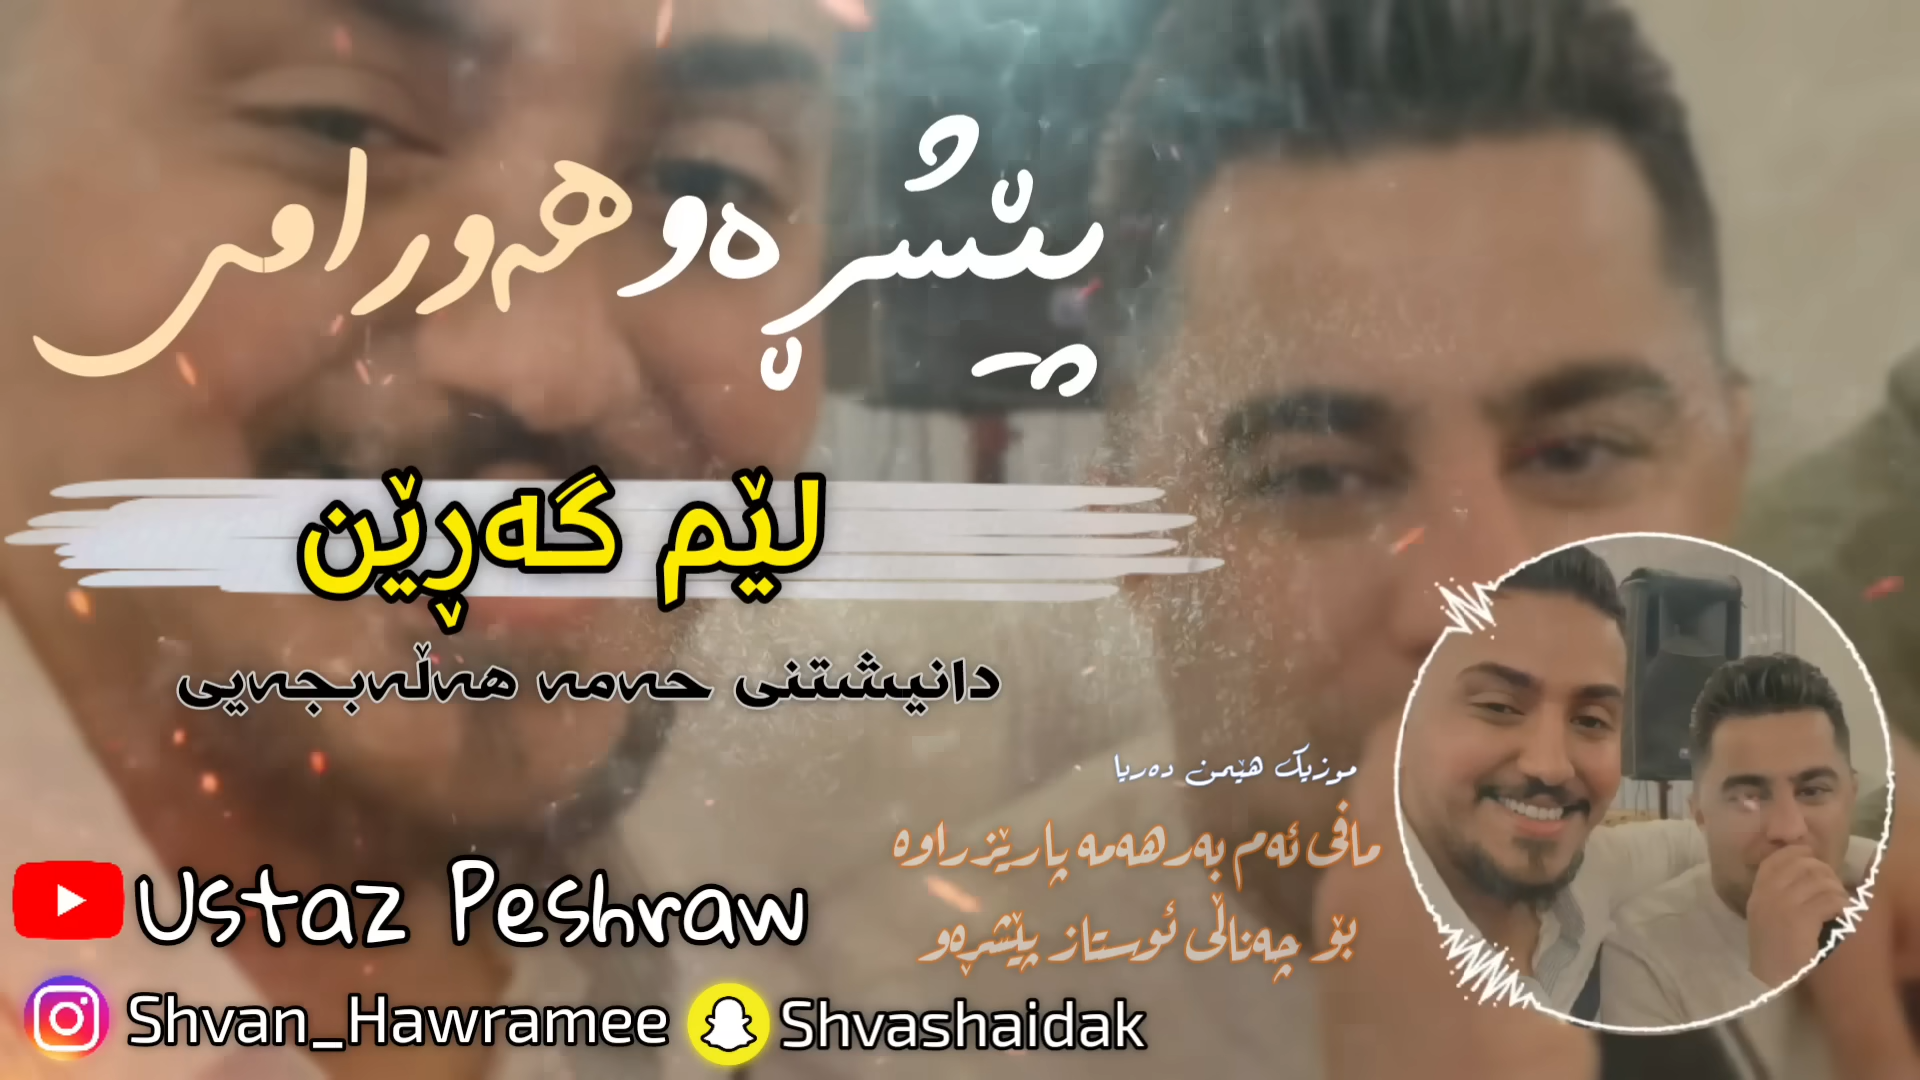 پێشڕەو هەورامی
لێم گەڕێن
دانیشتنی حەمە هەڵەبجەیی
موزیک هێمن دەریا
مافی ئەم بەرهەمە پارێزراوە
بۆ چەناڵی ئوستاز پێشڕەو
Ustaz Peshraw
Shvan_Hawramee
Shvashaidak